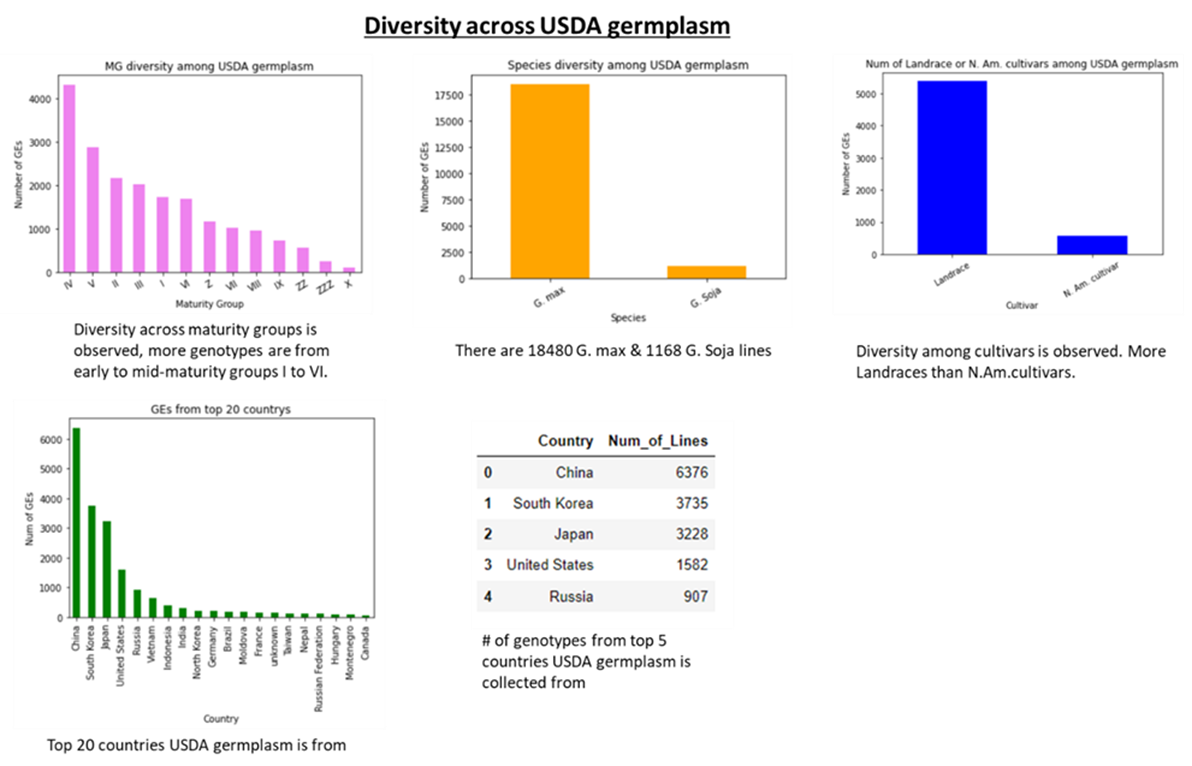 Diversity across USDA germplasm
MG diversity among USDA germplasm
Number of GEs
4000
3000
2000
1000
0
IV V II III I VI Z VII VIII IX ZZ ZZZ X
Maturity Group
Diversity across maturity groups is
observed, more genotypes are from
early to mid-maturity groups I to VI.
Species diversity among USDA germplasm
Number of GEs
17500
15000
12500
10000
7500
5000
2500
0
G. max G. Soja
Species
There are 18480 G. max & 1168 G. Soja lines
Num of Landrace or N. Am. cultivars among USDA germplasm
Number of GEs
5000
4000
3000
2000
1000
0
Landrace N. Am. cultivar
Cultivar
Diversity among cultivars is observed. More
Landraces than N.Am.cultivars.
GEs from top 20 countrys
Num of GEs
6000
5000
4000
3000
2000
1000
0
China
South Korea
Japan
United States
Russia
Vietnam
Indonesia
India
North Korea
Germany
Brazil
Moldova
France
unknown
Taiwan
Nepal
Russian Federation
Hungary
Montenegro
Canada
Country
Top 20 countries USDA germplasm is from
Country Num_of_Lines
0 China 6376
1 South Korea 3735
2 Japan 3228
3 United States 1582
4 Russia 907
# of genotypes from top 5
countries USDA germplasm is
collected from